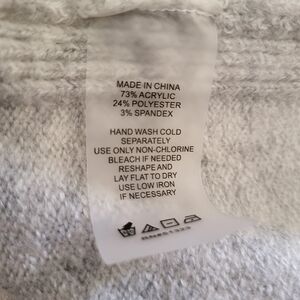 MADE IN CHINA
73% ACRYLIC
24% POLYESTER
3% SPANDEX
HAND WASH COLD
SEPARATELY
USE ONLY NON-CHLORINE
BLEACH IF NEEDED
RESHAPE AND
LAY FLAT TO DRY
USE LOW IRON
IF NECESSARY